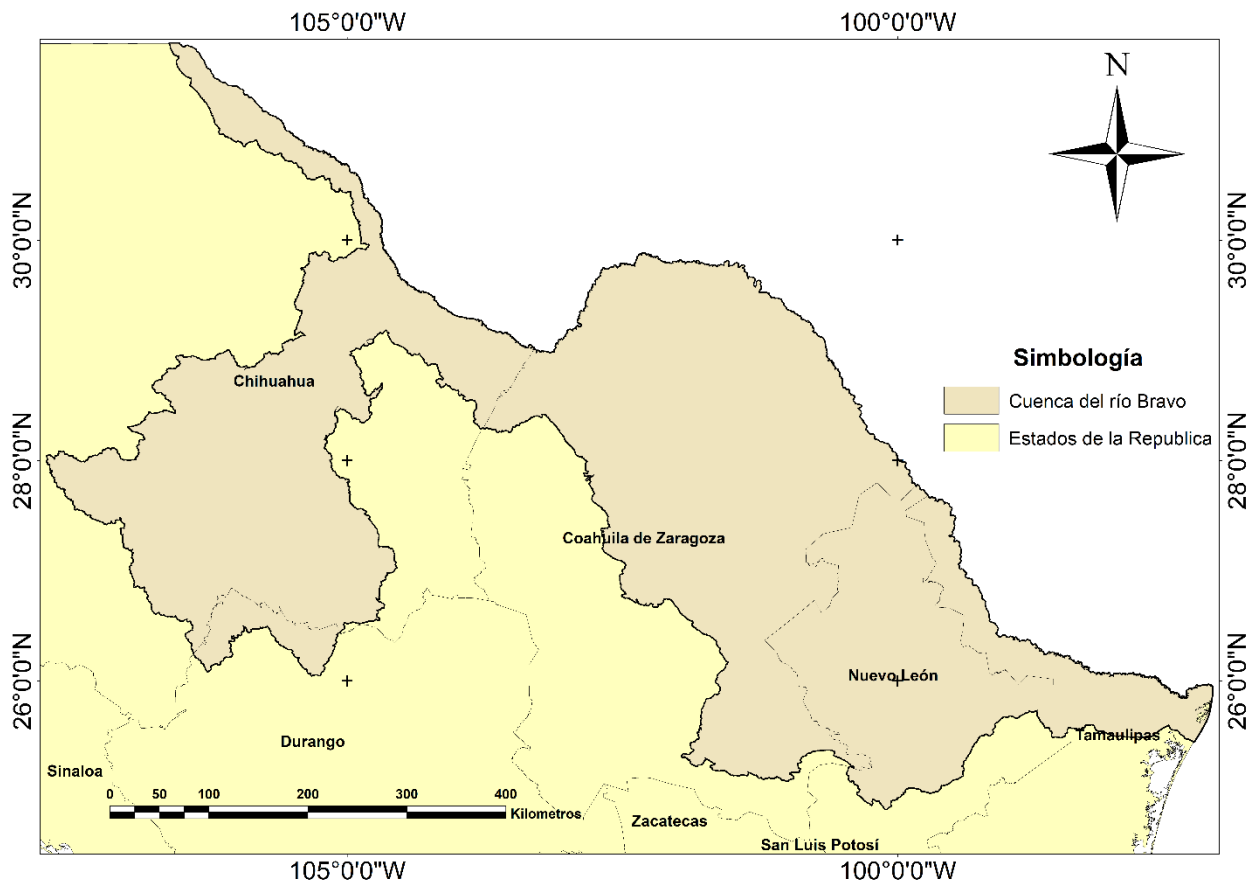 105°0'0"W
100°0'0"W
N
30°0'0"N
30°0'0"N
Simbología
Chihuahua
Cuenca del río Bravo
Estados de la Republica
28°0'0"N
28°0'0"N
Coahuila de Zaragoza
26°0'0"N
Nuevo León
26°0'0"N
Durango
Tamaulipas
Sinaloa
0 50 100 200 300 400
Kilometros
Zacatecas
San Luis Potosí
105°0'0"W
100°0'0"W